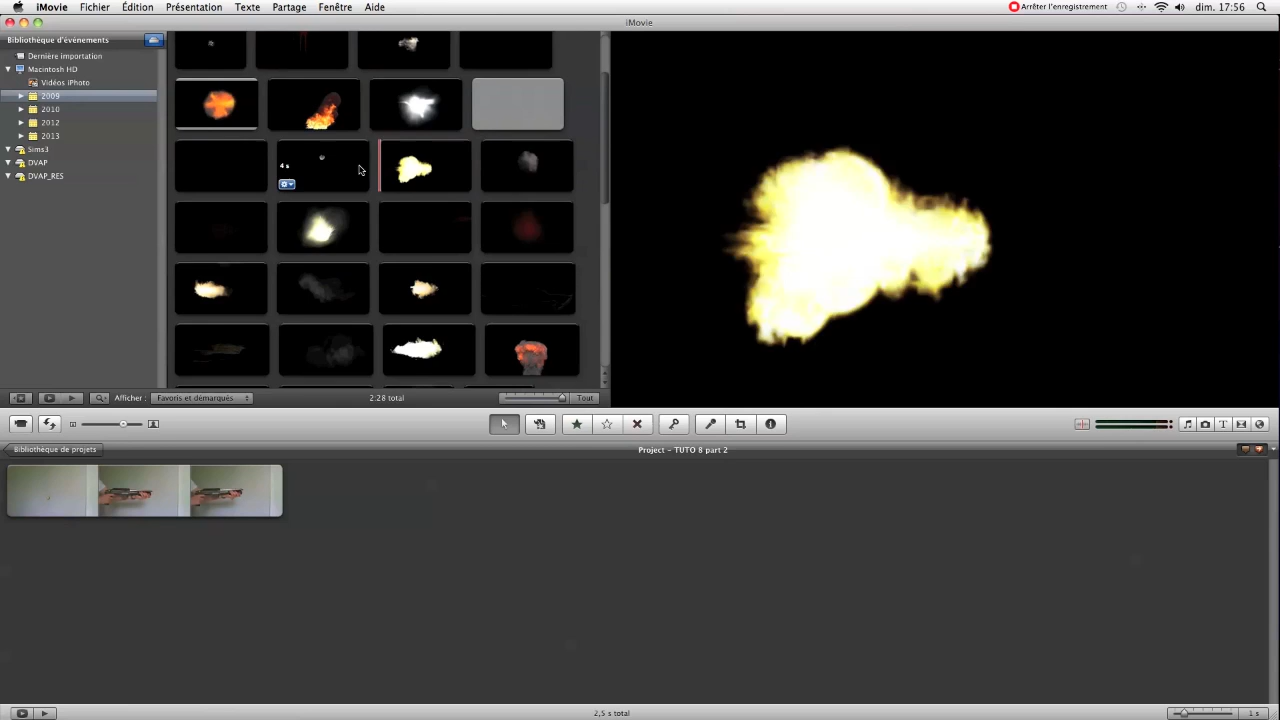 iMovie Fichier Édition Présentation Texte Partage Fenêtre Aide Arrêter l'enregistrement dim. 17:56
iMovie
Bibliothèque d'événements
Dernière importation
Macintosh HD
Vidéos iPhoto
2009
2010
2012
2013
Sims3
DVAP
DVAP_RES
4 s
Afficher : Favoris et démarqués 2:28 total Tout
Bibliothèque de projets Project – TUTO 8 part 2
2,5 s total 1 s